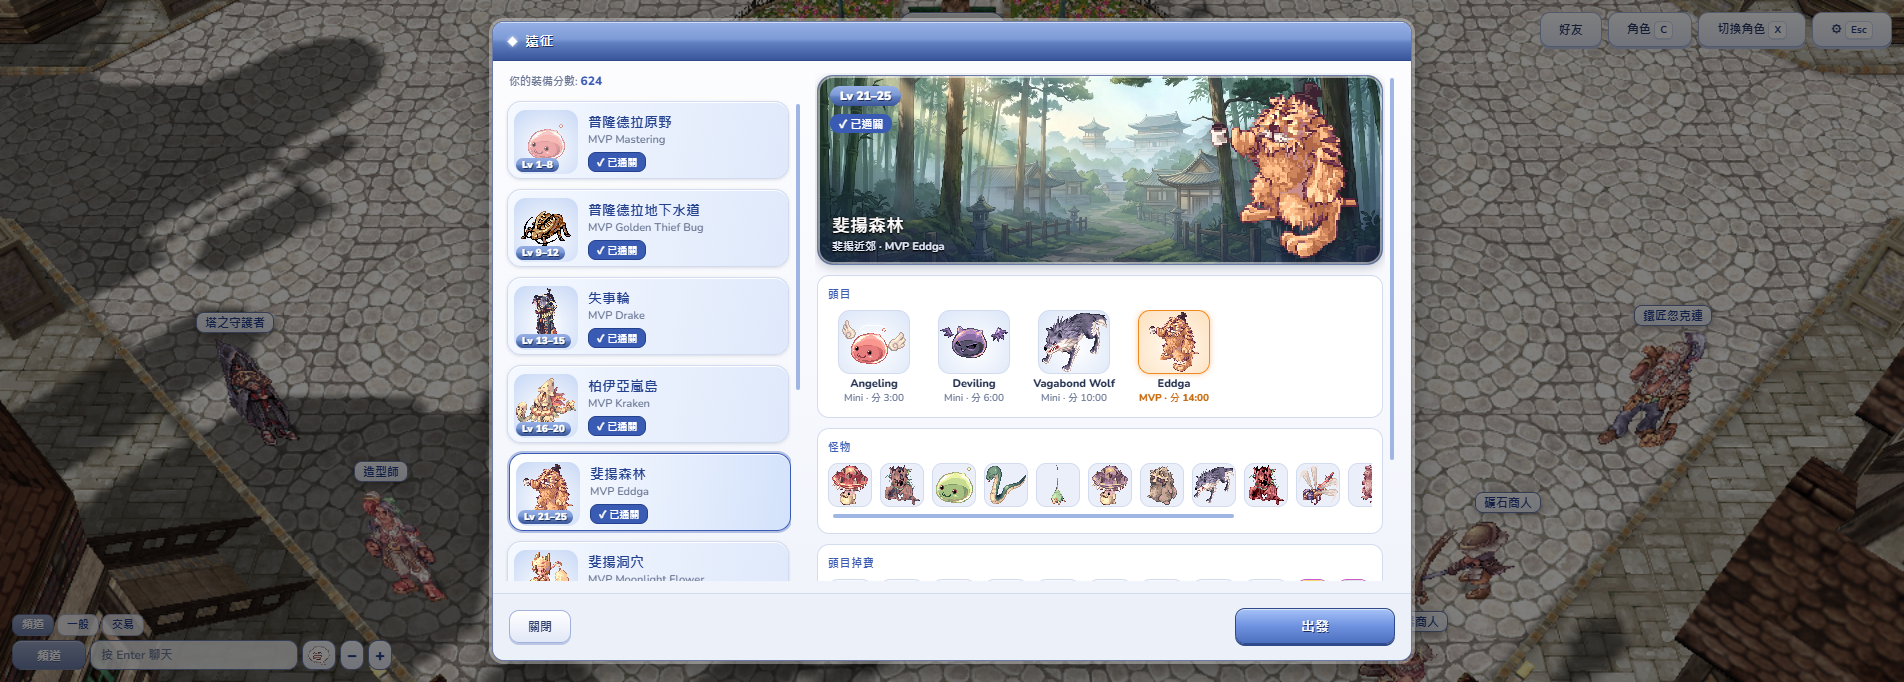 遠征
你的裝備分數: 624
普隆德拉原野
MVP Mastering
Lv 1–8
✓ 已通關
普隆德拉地下水道
MVP Golden Thief Bug
Lv 9–12
✓ 已通關
失事輪
MVP Drake
Lv 13–15
✓ 已通關
柏伊亞嵐島
MVP Kraken
Lv 16–20
✓ 已通關
斐揚森林
MVP Eddga
Lv 21–25
✓ 已通關
斐揚洞穴
MVP Moonlight Flower
Lv 21–25
✓ 已通關
斐揚森林
斐揚近郊 · MVP Eddga
頭目
Angeling
Mini · 分 3:00
Deviling
Mini · 分 6:00
Vagabond Wolf
Mini · 分 10:00
Eddga
MVP · 分 14:00
怪物
頭目掉寶
關閉
出發
好友
角色 C
切換角色 X
Esc
塔之守護者
造型師
鐵匠忽克連
礦石商人
商人
頻道
一般
交易
頻道
按 Enter 聊天